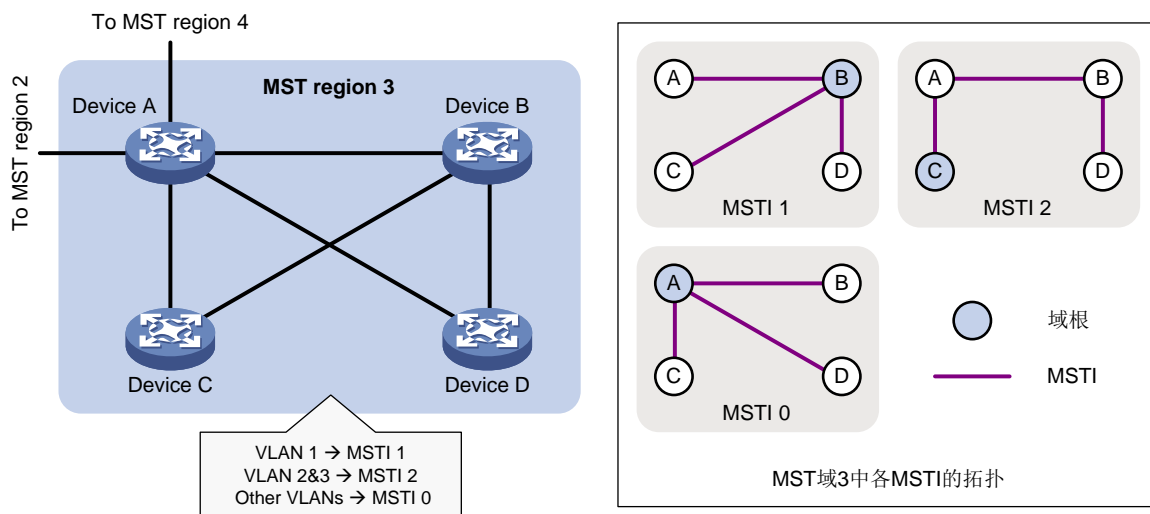 To MST region 4
To MST region 2
MST region 3
Device A
Device B
Device C
Device D
VLAN 1 → MSTI 1
VLAN 2&3 → MSTI 2
Other VLANs → MSTI 0
A
B
C
D
MSTI 1
A
B
C
D
MSTI 2
A
B
C
D
MSTI 0
域根
MSTI
MST域3中各MSTI的拓扑